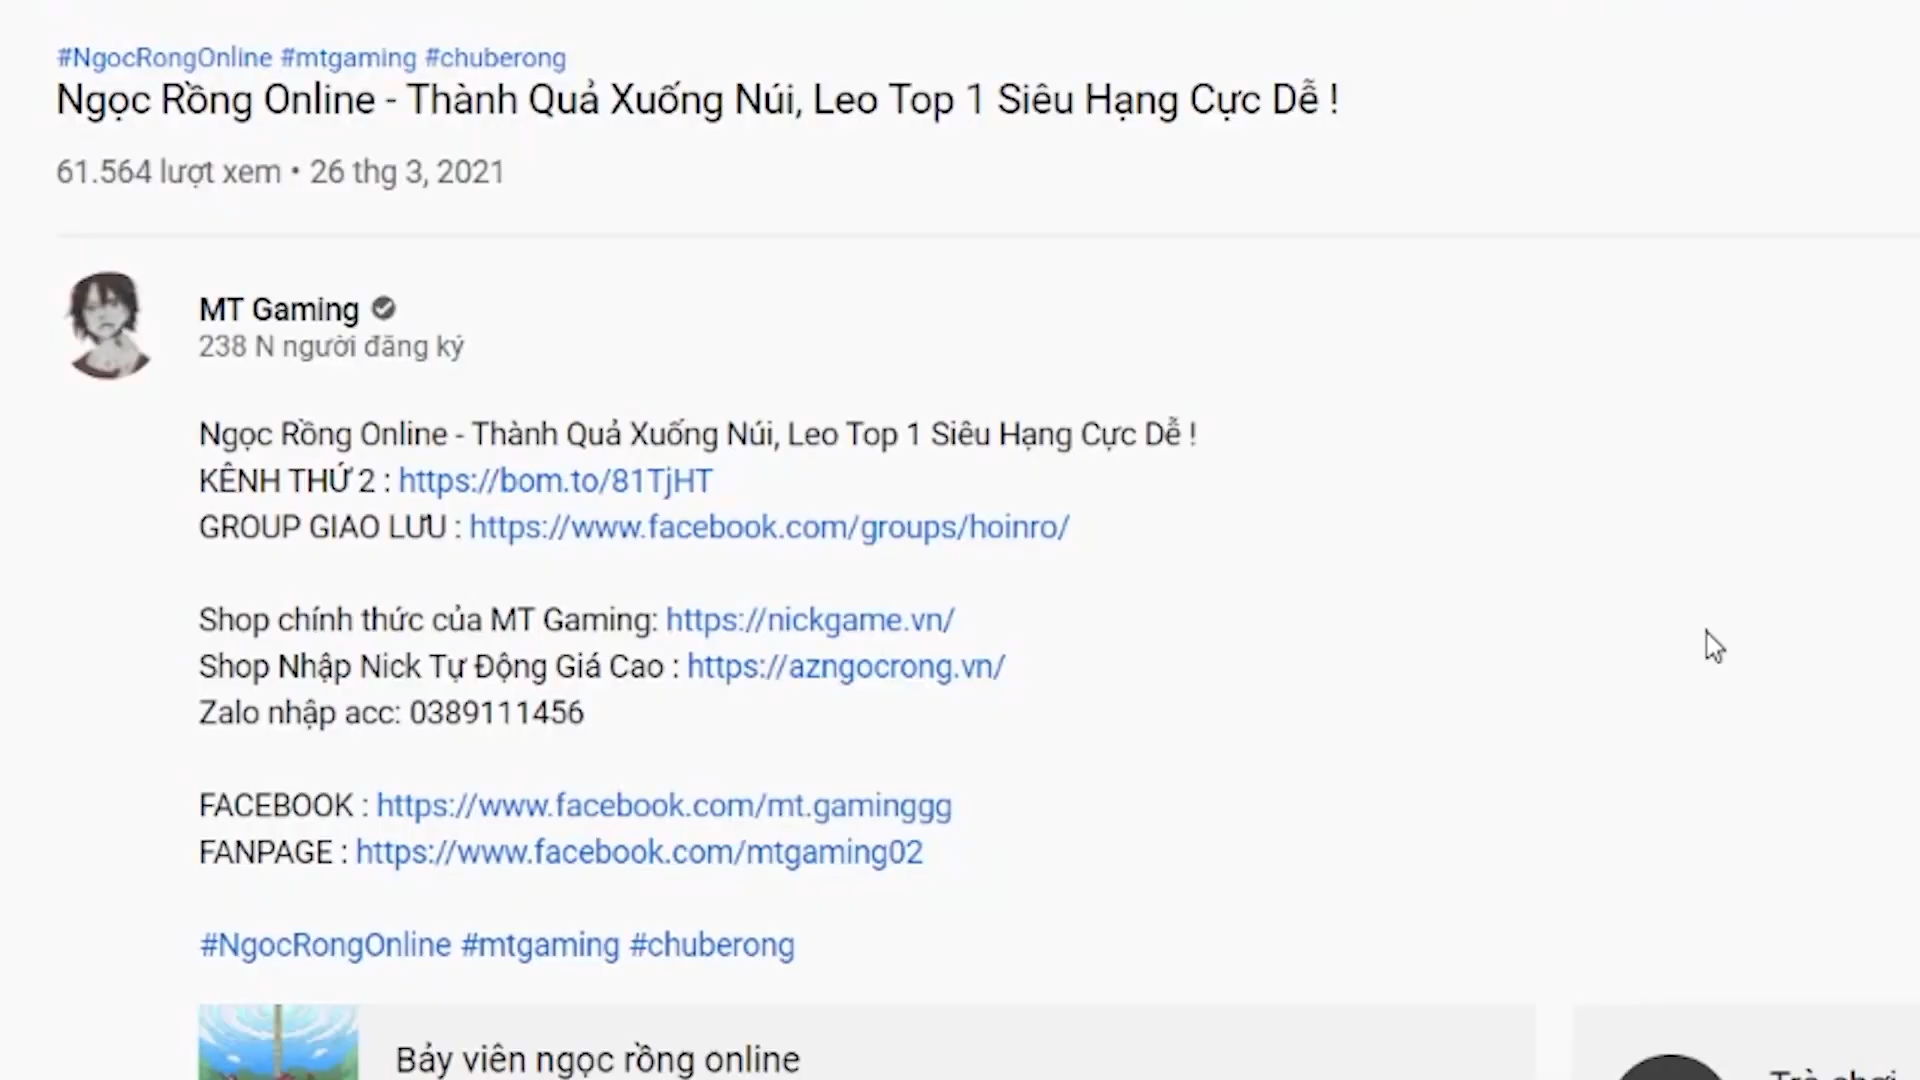 #NgocRongOnline #mtgaming #chuberong
Ngọc Rồng Online - Thành Quả Xuống Núi, Leo Top 1 Siêu Hạng Cực Dễ !
61.564 lượt xem • 26 thg 3, 2021
MT Gaming
238 N người đăng ký
Ngọc Rồng Online - Thành Quả Xuống Núi, Leo Top 1 Siêu Hạng Cực Dễ !
KÊNH THỨ 2 : https://bom.to/81TjHT
GROUP GIAO LƯU : https://www.facebook.com/groups/hoinro/
Shop chính thức của MT Gaming: https://nickgame.vn/
Shop Nhập Nick Tự Động Giá Cao : https://azngocrong.vn/
Zalo nhập acc: 0389111456
FACEBOOK : https://www.facebook.com/mt.gaminggg
FANPAGE : https://www.facebook.com/mtgaming02
#NgocRongOnline #mtgaming #chuberong
Bảy viên ngọc rồng online
Trò chơi